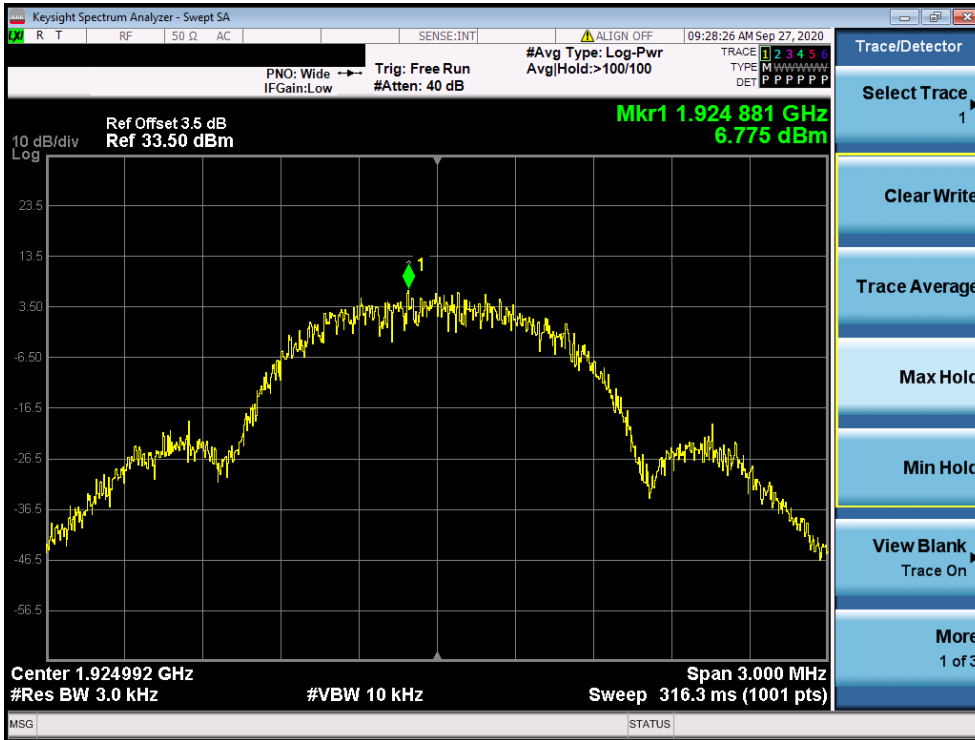 Keysight Spectrum Analyzer - Swept SA
LXI R T RF 50 Ω AC SENSE:INT ALIGN OFF 09:28:26 AM Sep 27, 2020
PNO: Wide Trig: Free Run #Avg Type: Log-Pwr TRACE 1 2 3 4 5 6
IFGain:Low #Atten: 40 dB Avg|Hold:>100/100 TYPE M WWWWW
DET P P P P P P
Mkr1 1.924 881 GHz
6.775 dBm
Ref Offset 3.5 dB
10 dB/div Ref 33.50 dBm
Log
23.5
13.5
1
3.50
-6.50
-16.5
-26.5
-36.5
-46.5
-56.5
Center 1.924992 GHz Span 3.000 MHz
#Res BW 3.0 kHz #VBW 10 kHz Sweep 316.3 ms (1001 pts)
MSG STATUS
Trace/Detector
Select Trace
1
Clear Write
Trace Average
Max Hold
Min Hold
View Blank
Trace On
More
1 of 3